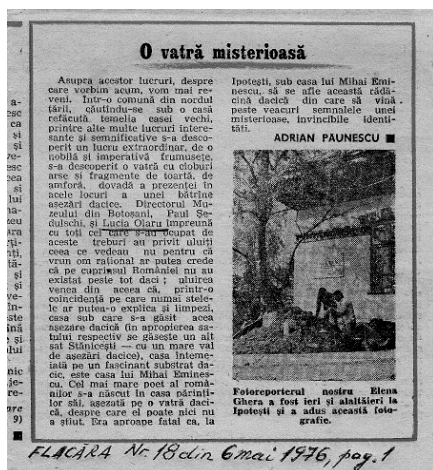 O vatră misterioasă
Asupra acestor lucruri, despre
care vorbim acum, vom mai re-
veni. Într-o comună din nordul
țării, căutîndu-se sub o casă
refăcută, temelia casei vechi,
printre alte multe lucruri intere-
sante și semnificative s-a desco-
perit un lucru extraordinar, de o
nobilă și imperativă frumusețe,
s-a descoperit o vatră cu cioburi
arse și fragmente de toartă, de
amforă, dovadă a prezenței în
acele locuri a unei bătrîne
așezări dacice. Directorul Mu-
zeului din Botoșani, Paul Șe-
dulschi, și Lucia Olaru împreună
cu toți cei care s-au ocupat de
aceste treburi au privit uluiți
ceea ce vedeau nu pentru că
vrun om rațional ar putea crede
că pe cuprinsul României nu au
existat peste tot daci; uluirea
venea din aceea că, printr-o
coincidență pe care numai stele-
le ar putea-o explica și limpezi,
casa sub care s-a găsit acea
așezare dacică (în apropierea sa-
tului respectiv se găsește un alt
sat Stăncești — cu un mare val
de așezări dacice), casa înteme-
iată pe un fascinant substrat da-
cic, este casa lui Mihai Emines-
cu. Cel mai mare poet al româ-
nilor s-a născut în casa părinți-
lor săi, așezată pe o vatră daci-
că, despre care el poate nici nu
a știut. Era aproape fatal ca, la
Ipotești, sub casa lui Mihai Emi-
nescu, să se afle această rădă-
cină dacică din care să vină
peste veacuri semnalele unei
misterioase, invincibile identi-
tăți.
ADRIAN PĂUNESCU ■
Fotoreporterul nostru Elena
Ghera a fost ieri și alaltăieri la
Ipotești și a adus această foto-
grafie.
FLACĂRA Nr. 18 din 6 mai 1976, pag. 1